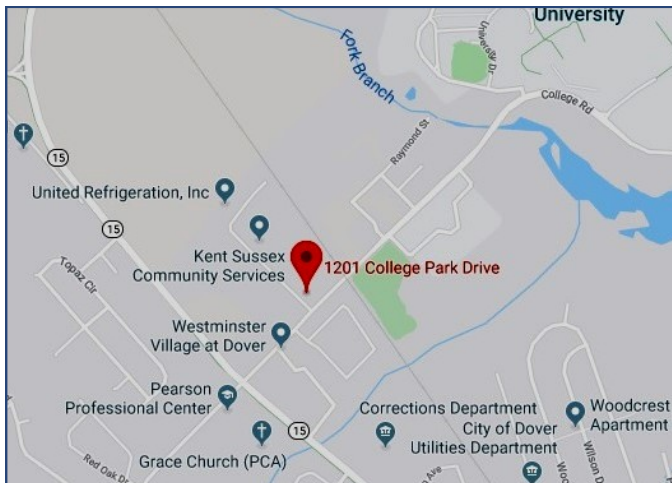 University
University Dr
Fork Branch
College Rd
Raymond St
15
United Refrigeration, Inc
15
Topaz Cir
Kent Sussex
Community Services
1201 College Park Drive
Westminster
Village at Dover
Pearson
Professional Center
Corrections Department
Woodcrest
Apartment
City of Dover
Utilities Department
15
Grace Church (PCA)
Red Oak Dr
Wilson D
Woo
Ave